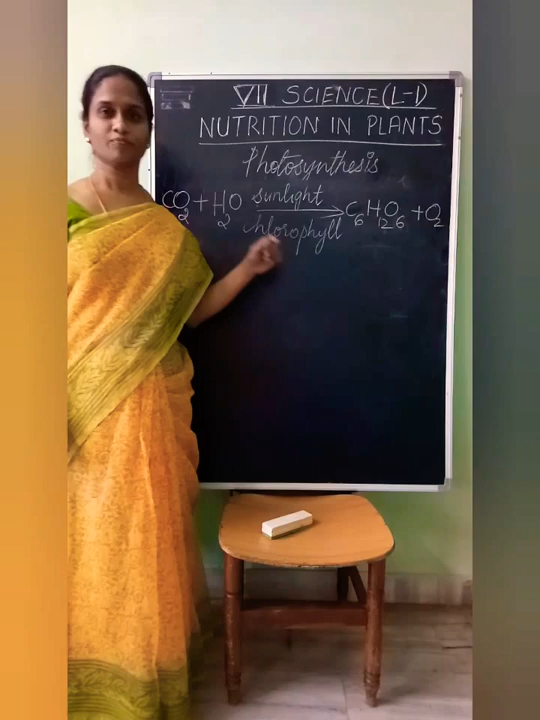 VII SCIENCE (L-1)
NUTRITION IN PLANTS
Photosynthesis
sunlight
CO₂ + H₂O → C₆H₁₂O₆ + O₂
chlorophyll